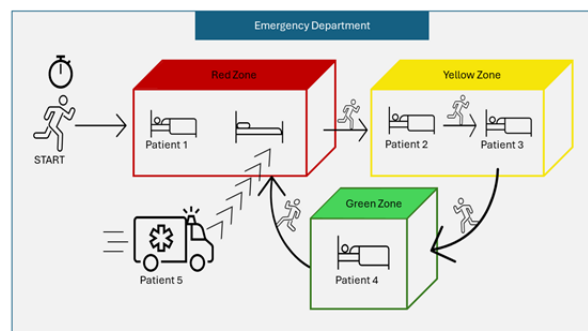 Emergency Department
Red Zone
Yellow Zone
START
Patient 1
Patient 2
Patient 3
Green Zone
Patient 5
Patient 4